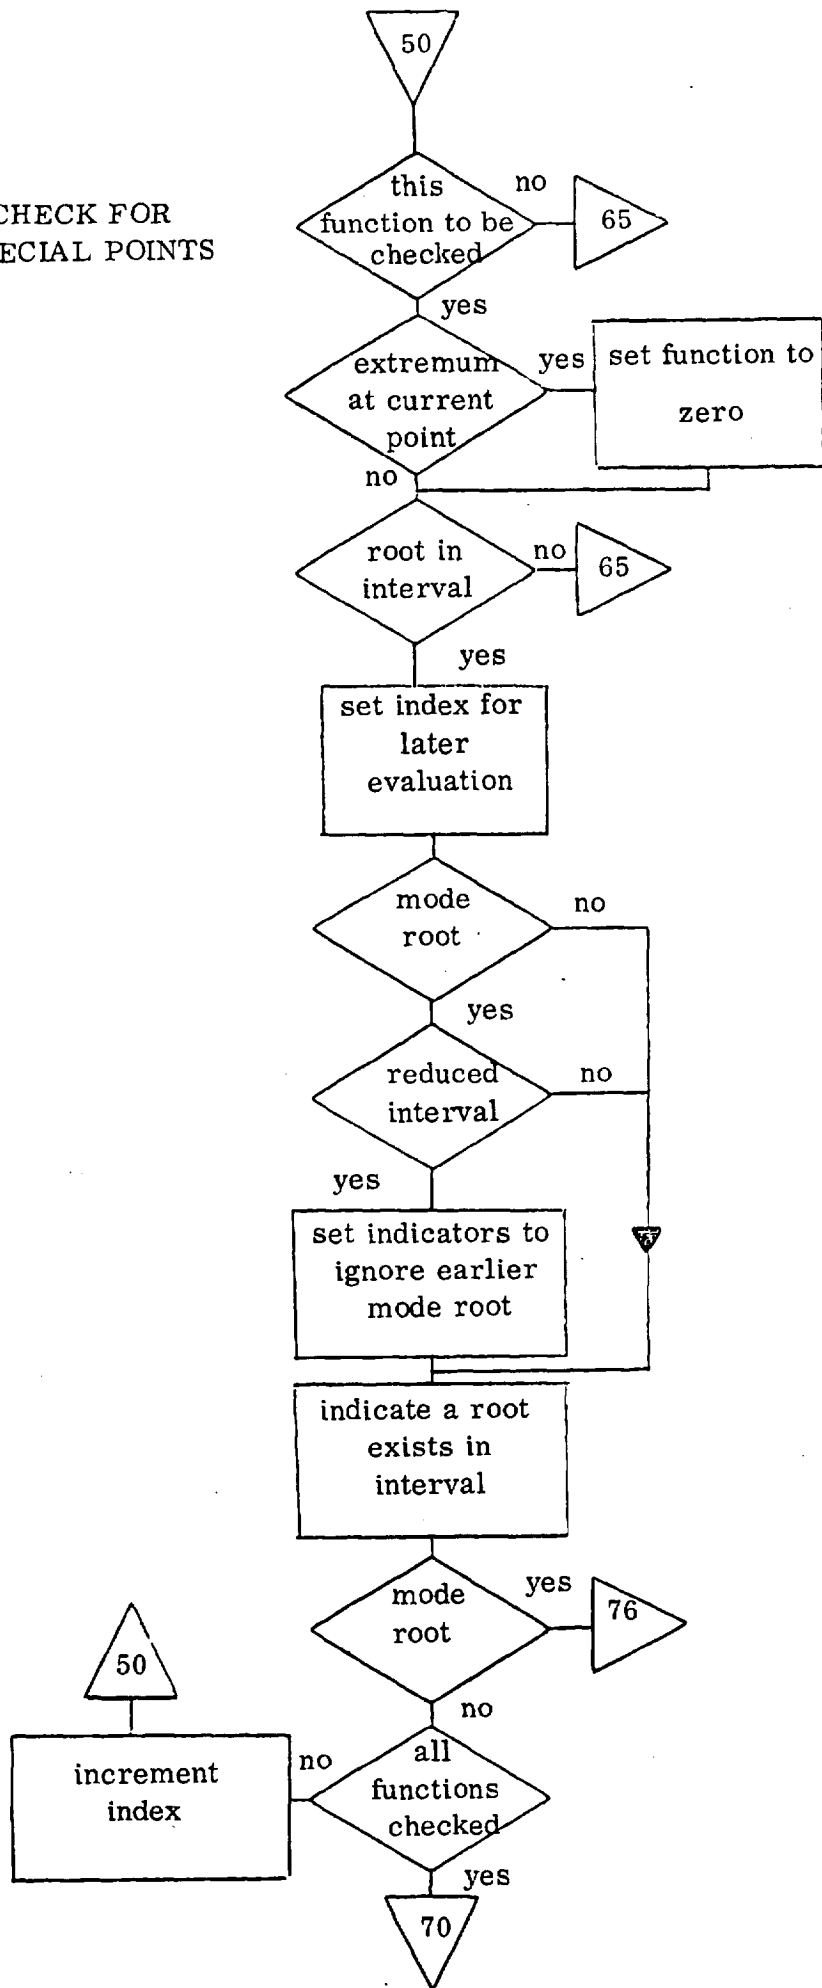 50
CHECK FOR
ECIAL POINTS
this
function to be
checked
no
65
yes
extremum
at current
point
yes
set function to
zero
no
root in
interval
no
65
yes
set index for
later
evaluation
mode
root
no
yes
reduced
interval
no
yes
set indicators to
ignore earlier
mode root
indicate a root
exists in
interval
mode
root
yes
76
50
no
increment
index
no
all
functions
checked
yes
70